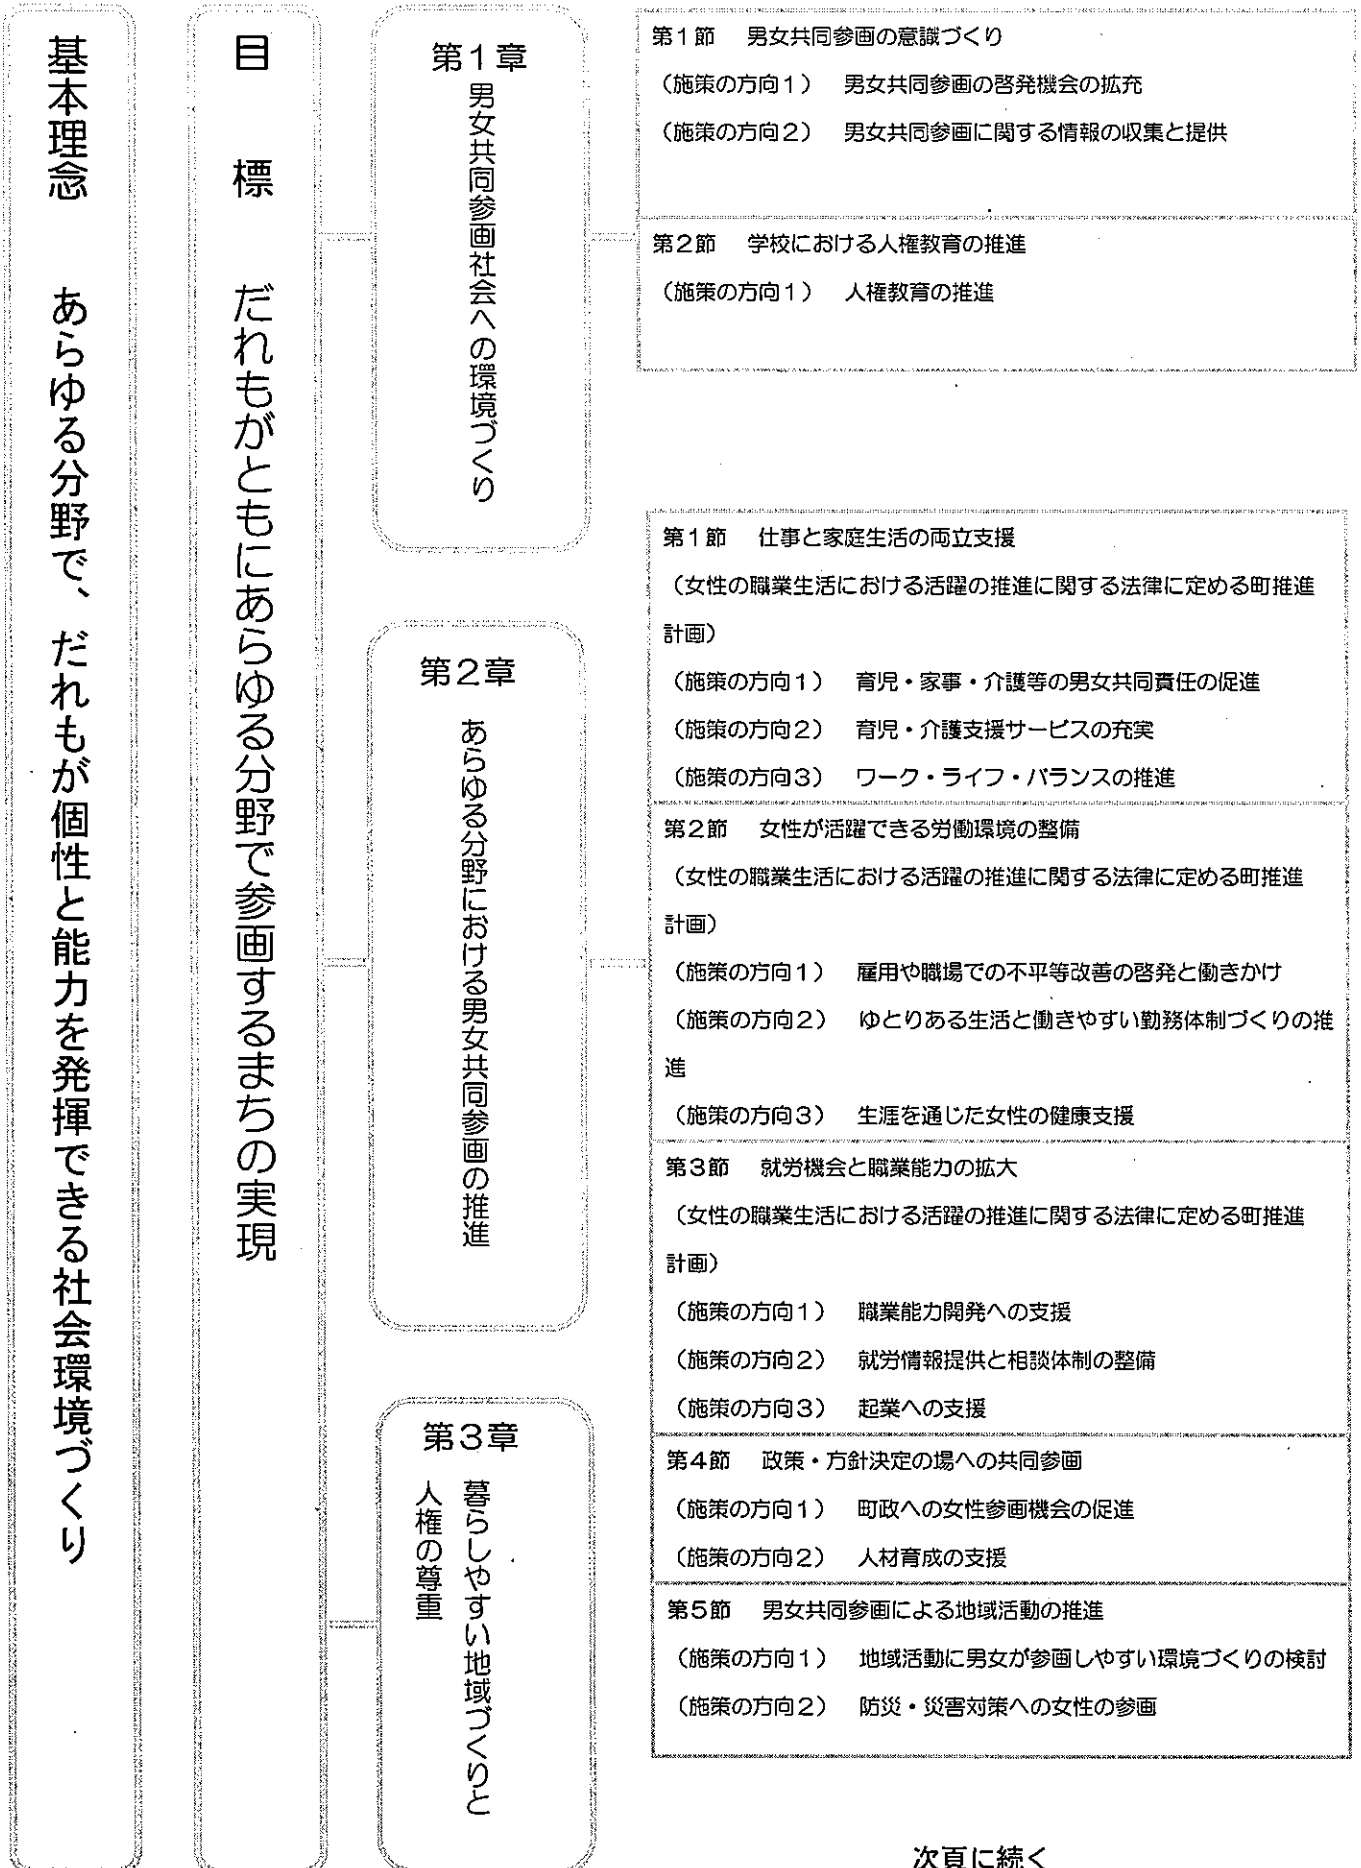 基本理念　あらゆる分野で、だれもが個性と能力を発揮できる社会環境づくり
目標　だれもがともにあらゆる分野で参画するまちの実現
第1章
男女共同参画社会への環境づくり
第1節　男女共同参画の意識づくり
（施策の方向1）　男女共同参画の啓発機会の拡充
（施策の方向2）　男女共同参画に関する情報の収集と提供
第2節　学校における人権教育の推進
（施策の方向1）　人権教育の推進
第2章
あらゆる分野における男女共同参画の推進
第1節　仕事と家庭生活の両立支援
（女性の職業生活における活躍の推進に関する法律に定める町推進
計画）
（施策の方向1）　育児・家事・介護等の男女共同責任の促進
（施策の方向2）　育児・介護支援サービスの充実
（施策の方向3）　ワーク・ライフ・バランスの推進
第2節　女性が活躍できる労働環境の整備
（女性の職業生活における活躍の推進に関する法律に定める町推進
計画）
（施策の方向1）　雇用や職場での不平等改善の啓発と働きかけ
（施策の方向2）　ゆとりある生活と働きやすい勤務体制づくりの推
進
（施策の方向3）　生涯を通じた女性の健康支援
第3節　就労機会と職業能力の拡大
（女性の職業生活における活躍の推進に関する法律に定める町推進
計画）
（施策の方向1）　職業能力開発への支援
（施策の方向2）　就労情報提供と相談体制の整備
（施策の方向3）　起業への支援
第4節　政策・方針決定の場への共同参画
（施策の方向1）　町政への女性参画機会の促進
（施策の方向2）　人材育成の支援
第5節　男女共同参画による地域活動の推進
（施策の方向1）　地域活動に男女が参画しやすい環境づくりの検討
（施策の方向2）　防災・災害対策への女性の参画
第3章
暮らしやすい地域づくりと
人権の尊重
次頁に続く